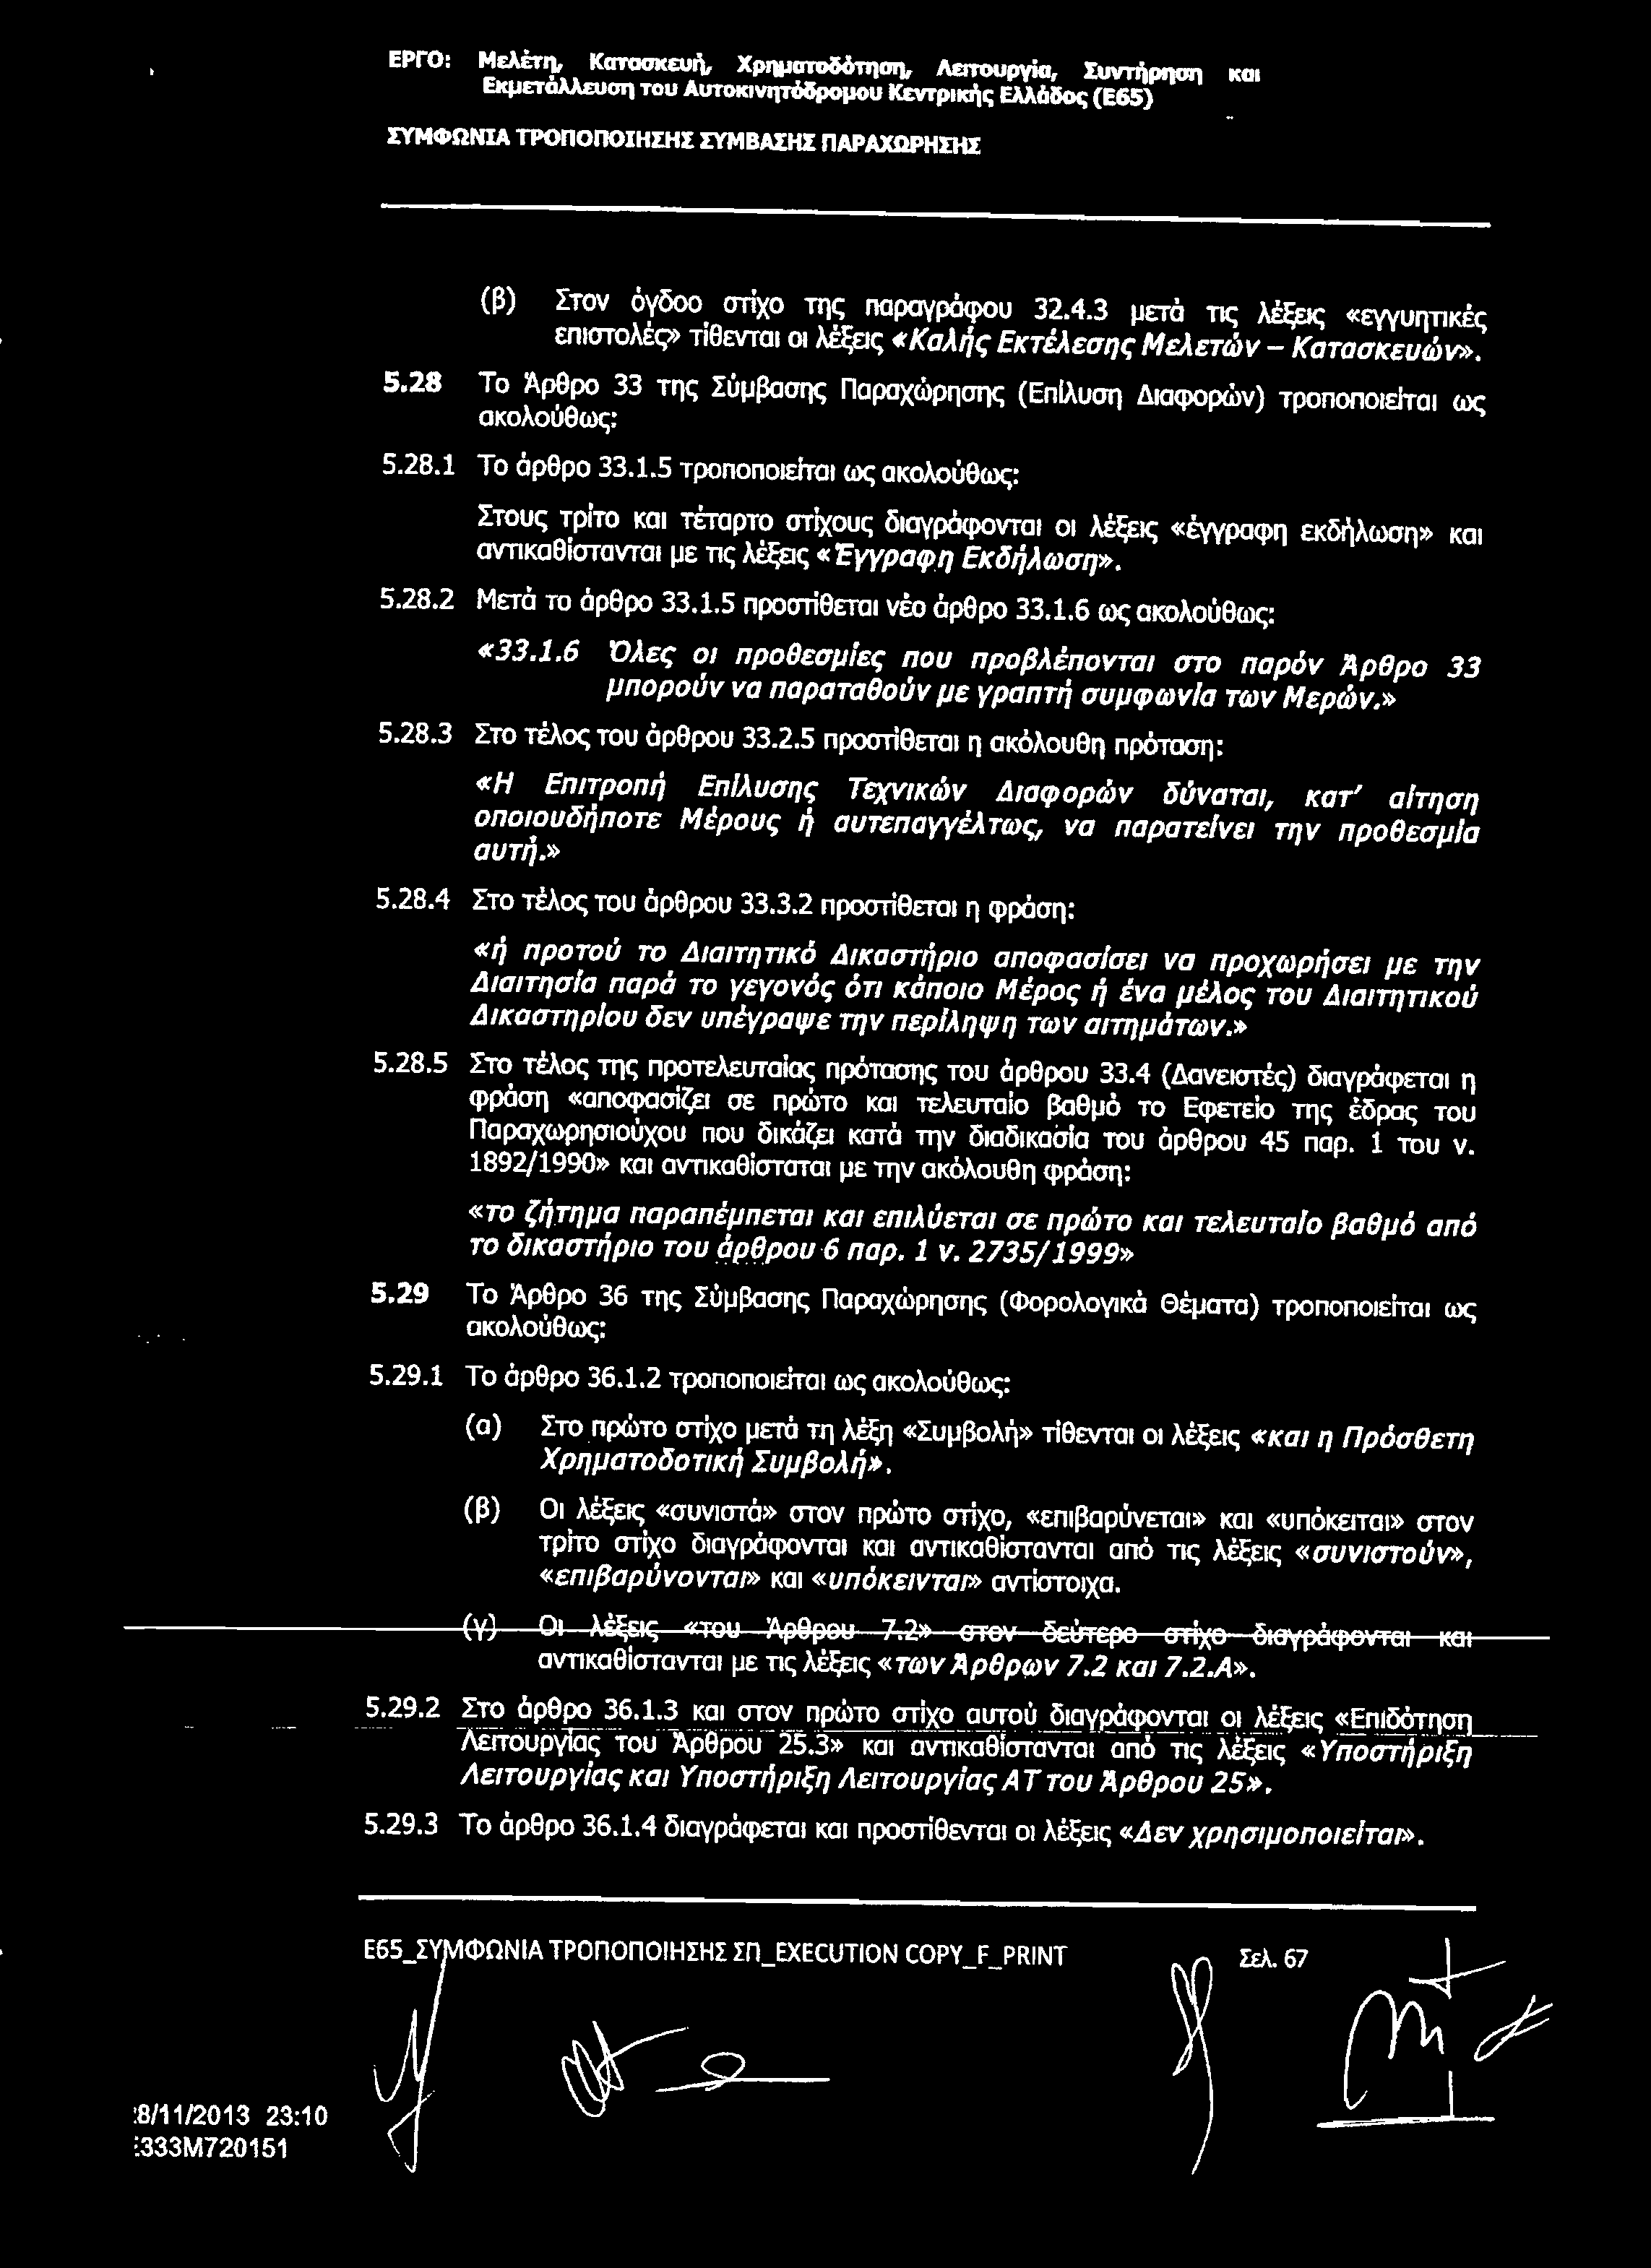 ΕΡΓΟ: Μελέτη, Κατασκευή, Χρηματοδότηση, Λειτουργία, Συντήρηση και
Εκμετάλλευση του Αυτοκινητόδρομου Κεντρικής Ελλάδος (Ε65)
ΣΥΜΦΩΝΙΑ ΤΡΟΠΟΠΟΙΗΣΗΣ ΣΥΜΒΑΣΗΣ ΠΑΡΑΧΩΡΗΣΗΣ
(β) Στον όγδοο στίχο της παραγράφου 32.4.3 μετά τις λέξεις «εγγυητικές
επιστολές» τίθενται οι λέξεις «Καλής Εκτέλεσης Μελετών – Κατασκευών».
5.28 Το Άρθρο 33 της Σύμβασης Παραχώρησης (Επίλυση Διαφορών) τροποποιείται ως
ακολούθως:
5.28.1 Το άρθρο 33.1.5 τροποποιείται ως ακολούθως:
Στους τρίτο και τέταρτο στίχους διαγράφονται οι λέξεις «έγγραφη εκδήλωση» και
αντικαθίστανται με τις λέξεις «Έγγραφη Εκδήλωση».
5.28.2 Μετά το άρθρο 33.1.5 προστίθεται νέο άρθρο 33.1.6 ως ακολούθως:
«33.1.6 Όλες οι προθεσμίες που προβλέπονται στο παρόν Άρθρο 33
μπορούν να παραταθούν με γραπτή συμφωνία των Μερών.»
5.28.3 Στο τέλος του άρθρου 33.2.5 προστίθεται η ακόλουθη πρόταση:
«Η Επιτροπή Επίλυσης Τεχνικών Διαφορών δύναται, κατ' αίτηση
οποιουδήποτε Μέρους ή αυτεπαγγέλτως, να παρατείνει την προθεσμία
αυτή.»
5.28.4 Στο τέλος του άρθρου 33.3.2 προστίθεται η φράση:
«ή προτού το Διαιτητικό Δικαστήριο αποφασίσει να προχωρήσει με την
Διαιτησία παρά το γεγονός ότι κάποιο Μέρος ή ένα μέλος του Διαιτητικού
Δικαστηρίου δεν υπέγραψε την περίληψη των αιτημάτων.»
5.28.5 Στο τέλος της προτελευταίας πρότασης του άρθρου 33.4 (Δανειστές) διαγράφεται η
φράση «αποφασίζει σε πρώτο και τελευταίο βαθμό το Εφετείο της έδρας του
Παραχωρησιούχου που δικάζει κατά την διαδικασία του άρθρου 45 παρ. 1 του ν.
1892/1990» και αντικαθίσταται με την ακόλουθη φράση:
«το ζήτημα παραπέμπεται και επιλύεται σε πρώτο και τελευταίο βαθμό από
το δικαστήριο του άρθρου 6 παρ. 1 ν. 2735/1999»
5.29 Το Άρθρο 36 της Σύμβασης Παραχώρησης (Φορολογικά Θέματα) τροποποιείται ως
ακολούθως:
5.29.1 Το άρθρο 36.1.2 τροποποιείται ως ακολούθως:
(α) Στο πρώτο στίχο μετά τη λέξη «Συμβολή» τίθενται οι λέξεις «και η Πρόσθετη
Χρηματοδοτική Συμβολή».
(β) Οι λέξεις «συνιστά» στον πρώτο στίχο, «επιβαρύνεται» και «υπόκειται» στον
τρίτο στίχο διαγράφονται και αντικαθίστανται από τις λέξεις «συνιστούν»,
«επιβαρύνονται» και «υπόκεινται» αντίστοιχα.
(γ) Οι λέξεις «του Άρθρου 7.2» στον δεύτερο στίχο διαγράφονται και
αντικαθίστανται με τις λέξεις «των Άρθρων 7.2 και 7.2.Α».
5.29.2 Στο άρθρο 36.1.3 και στον πρώτο στίχο αυτού διαγράφονται οι λέξεις «Επιδότηση
Λειτουργίας του Άρθρου 25.3» και αντικαθίστανται από τις λέξεις «Υποστήριξη
Λειτουργίας και Υποστήριξη Λειτουργίας ΑΤ του Άρθρου 25».
5.29.3 Το άρθρο 36.1.4 διαγράφεται και προστίθενται οι λέξεις «Δεν χρησιμοποιείται».
E65_ΣΥΜΦΩΝΙΑ ΤΡΟΠΟΠΟΙΗΣΗΣ ΣΠ_EXECUTION COPY_F_PRINT Σελ. 67
:8/11/2013 23:10
:333M720151